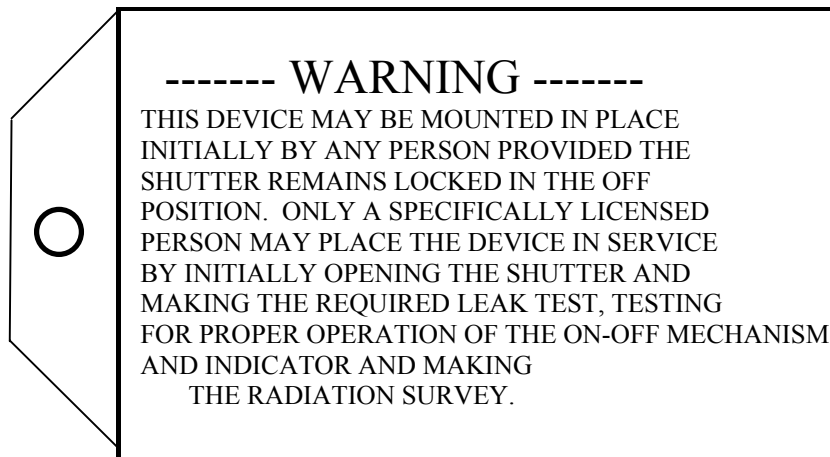 ------- WARNING -------
THIS DEVICE MAY BE MOUNTED IN PLACE
INITIALLY BY ANY PERSON PROVIDED THE
SHUTTER REMAINS LOCKED IN THE OFF
POSITION.  ONLY A SPECIFICALLY LICENSED
PERSON MAY PLACE THE DEVICE IN SERVICE
BY INITIALLY OPENING THE SHUTTER AND
MAKING THE REQUIRED LEAK TEST, TESTING
FOR PROPER OPERATION OF THE ON-OFF MECHANISM
AND INDICATOR AND MAKING
THE RADIATION SURVEY.